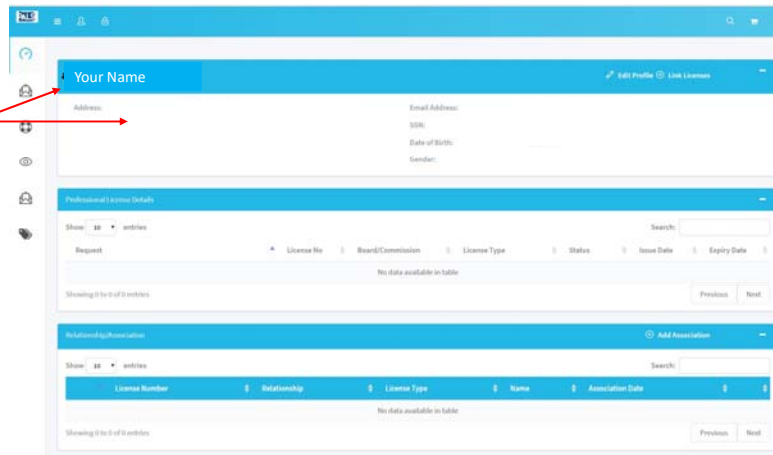 PALS
Your Name
Edit Profile Link Licenses
Address: Email Address:
SSN:
Date of Birth:
Gender:
Professional License Details
Show 10 entries Search:
Request License No Board/Commission License Type Status Issue Date Expiry Date
No data available in table
Showing 0 to 0 of 0 entries Previous Next
Relationship/Association Add Association
Show 10 entries Search:
License Number Relationship License Type Name Association Date
No data available in table
Showing 0 to 0 of 0 entries Previous Next